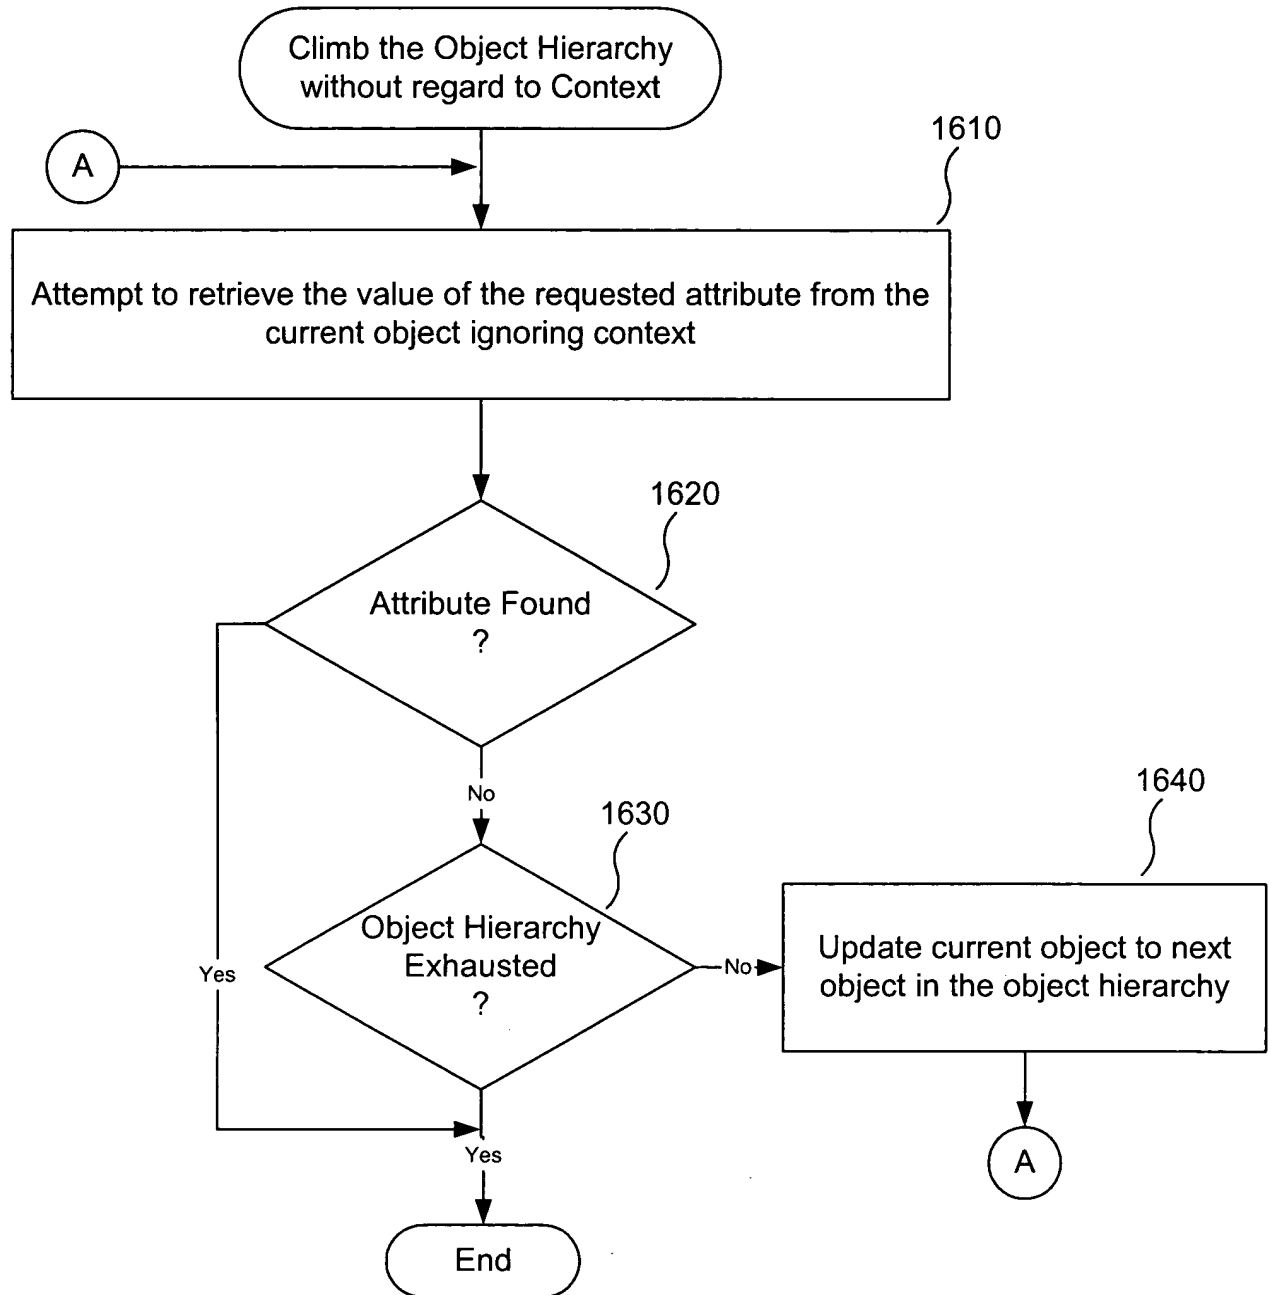 Climb the Object Hierarchy
without regard to Context
A
1610
Attempt to retrieve the value of the requested attribute from the
current object ignoring context
1620
Attribute Found
?
No
1630
1640
Object Hierarchy
Exhausted
?
Yes
No
Update current object to next
object in the object hierarchy
Yes
A
End